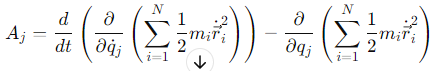 A_j = \frac{d}{dt} \left( \frac{\partial}{\partial \dot{q}_j} \left( \sum_{i=1}^{N} \frac{1}{2} m_i \dot{\vec{r}}_i^2 \right) \right) - \frac{\partial}{\partial q_j} \left( \sum_{i=1}^{N} \frac{1}{2} m_i \dot{\vec{r}}_i^2 \right)